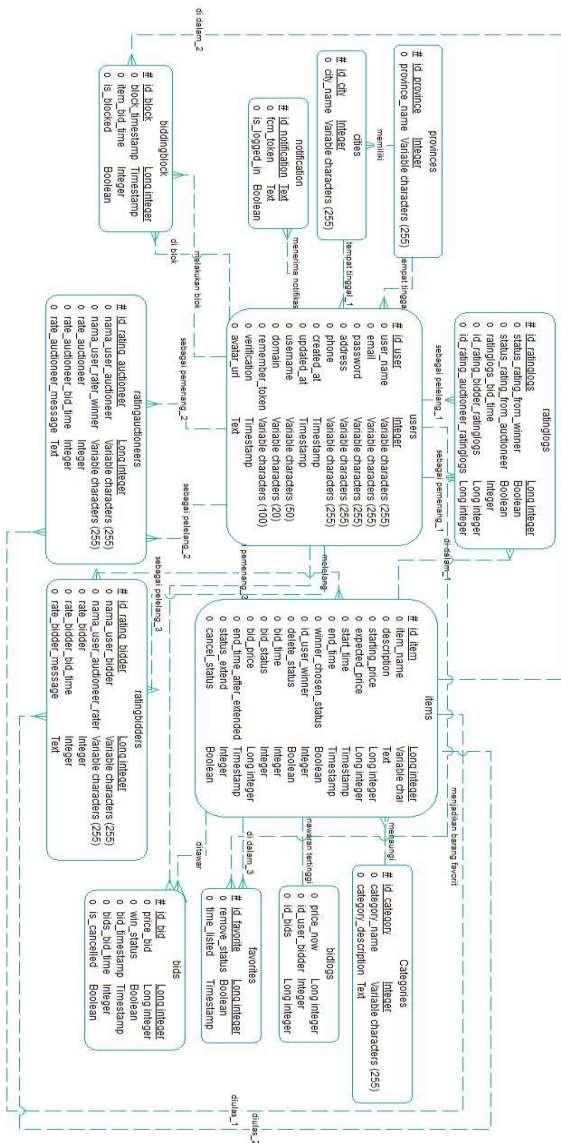 provinces
# id_province Integer
o province_name Variable characters (255)
memiliki
cities
# id_city Integer
o city_name Variable characters (255)
notification
# id_notification Text
o fcm_token Text
o is_logged_in Boolean
biddingblock
# id_block Long integer
o block_timestamp Timestamp
o item_bid_time Integer
o is_blocked Boolean
di dalam_2
tempat tinggal_1
menerima notifikas
melakukan blok
di blok
ratinglogs
# id_ratinglogs Long integer
o status_rating_from_winner Boolean
o status_rating_from_auctioneer Boolean
o ratinglogs_bid_time Integer
o id_rating_bidder_ratinglogs Long integer
o id_rating_auctioneer_ratinglogs Long integer
users
# id_user Integer
o user_name Variable characters (255)
o email Variable characters (255)
o password Variable characters (255)
o address Variable characters (255)
o phone Variable characters (255)
o created_at Timestamp
o updated_at Timestamp
o username Variable characters (50)
o domain Variable characters (20)
o remember_token Variable characters (100)
o verification Timestamp
o avatar_url Text
ratingauctioneers
# id_rating_auctioneer Long integer
o nama_user_auctioneer Variable characters (255)
o nama_user_rater_winner Variable characters (255)
o rate_auctioneer Integer
o rate_auctioneer_bid_time Integer
o rate_auctioneer_message Text
sebagai pelelang_1
sebagai pemenang_1
sebagai pemenang_2
sebagai pelelang_2
di dalam_1
melelang
pemenang_3
sebagai pelelang_3
items
# id_item Long integer
o item_name Variable char
o description Text
o starting_price Long integer
o expected_price Long integer
o start_time Timestamp
o end_time Timestamp
o winner_chosen_status Boolean
o id_user_winner Integer
o delete_status Boolean
o bid_time Integer
o bid_status Integer
o bid_price Long integer
o end_time_after_extended Timestamp
o status_extend Integer
o cancel_status Boolean
ratingbidders
# id_rating_bidder Long integer
o nama_user_bidder Variable characters (255)
o nama_user_auctioneer_rater Variable characters (255)
o rate_bidder Integer
o rate_bidder_bid_time Integer
o rate_bidder_message Text
menjadikan barang favorit
menaungi
nawaran tertinggi
di dalam_3
ditawar
Categories
# id_category Integer
o category_name Variable characters (255)
o category_description Text
bidlogs
o price_now Long integer
o id_user_bidder Integer
o id_bids Long integer
favorites
# id_favorite Long integer
o remove_status Boolean
o time_listed Timestamp
bids
# id_bid Long integer
o price_bid Long integer
o win_status Boolean
o bid_timestamp Timestamp
o bids_bid_time Integer
o is_cancelled Boolean
diulas_1
diulas_2